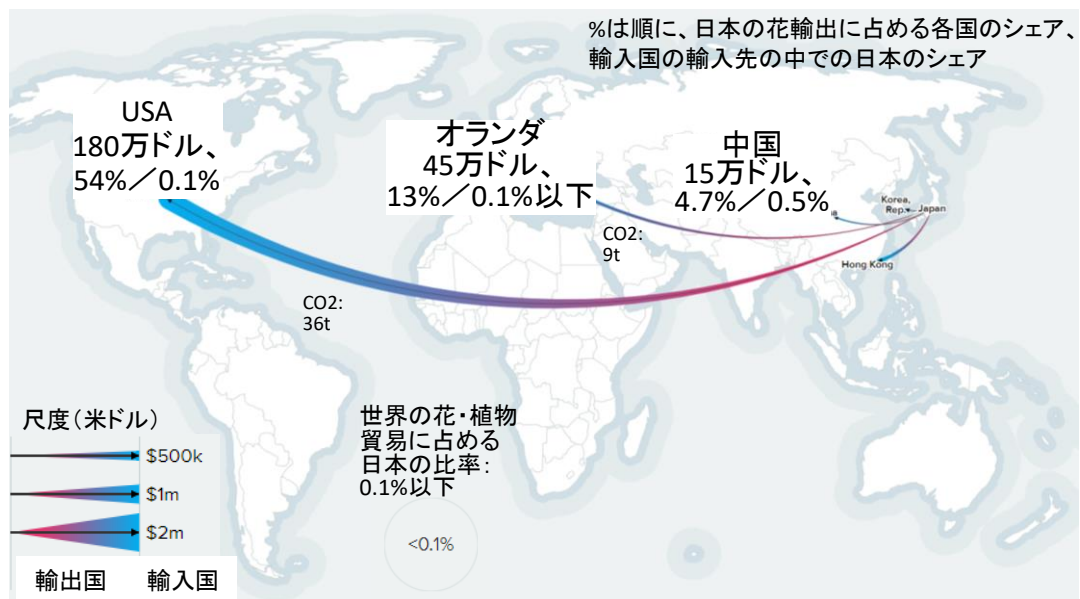 %は順に、日本の花輸出に占める各国のシェア、
輸入国の輸入先の中での日本のシェア
USA
180万ドル、
54%／0.1%
オランダ
45万ドル、
13%／0.1%以下
中国
15万ドル、
4.7%／0.5%
Korea,
Rep.
Japan
Hong Kong
CO2:
9t
CO2:
36t
尺度（米ドル）
$500k
$1m
$2m
輸出国 輸入国
世界の花・植物
貿易に占める
日本の比率：
0.1%以下
<0.1%